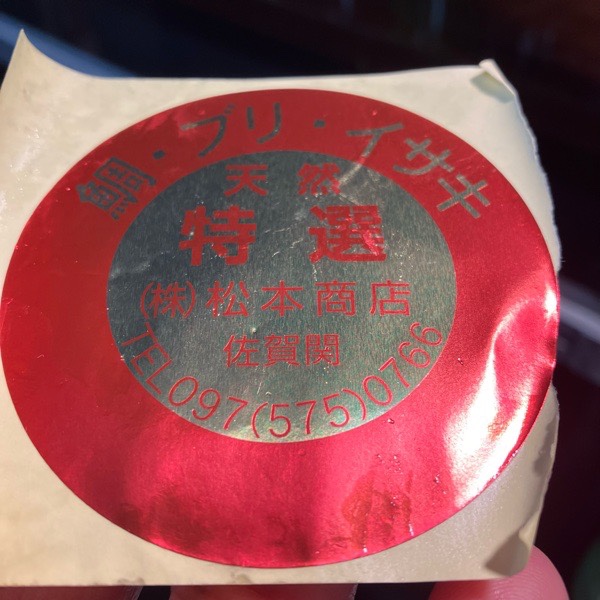 鯛・ブリ・イサキ
天然
特選
(株)松本商店
佐賀関
TEL097(575)0766